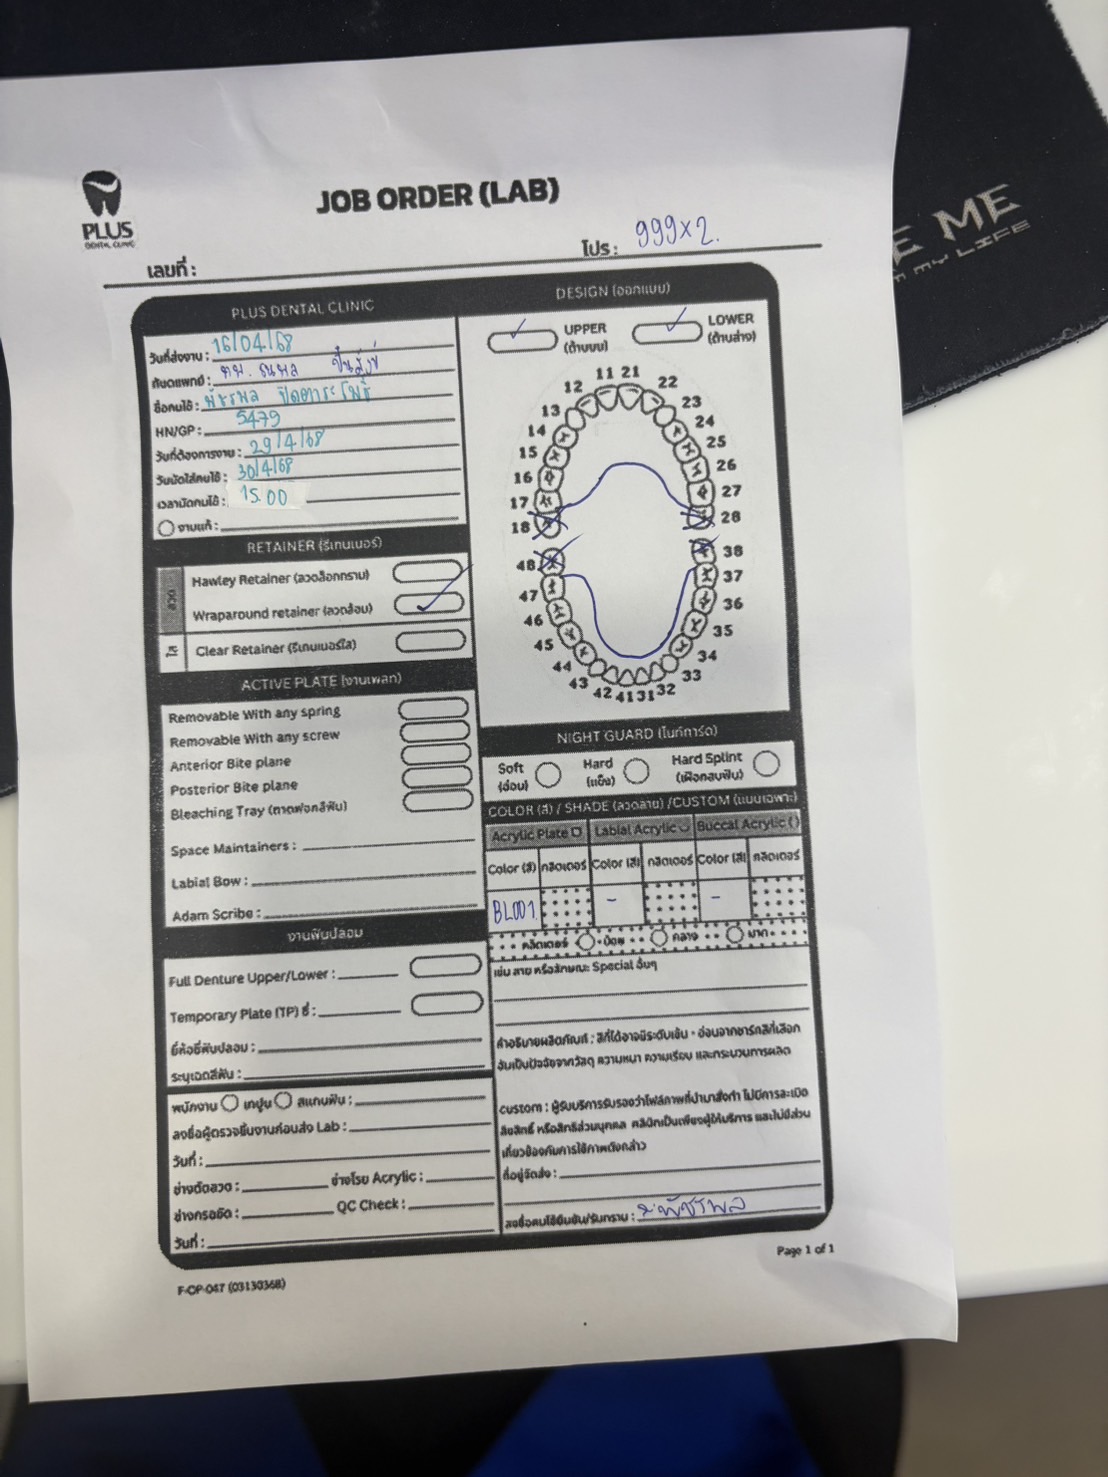 PLUS
DENTAL CLINIC
JOB ORDER (LAB)
เลขที่ :
โปร : 999x2.
PLUS DENTAL CLINIC
วันที่ส่งงาน : 16/04/68
ทันตแพทย์ : ทพ. ธนพล
ชื่อคนไข้ : พัชรพล
HN/GP : 5479
วันที่ต้องการงาน : 29/4/68
วันนัดใส่คนไข้ : 30/4/68
เวลานัดคนไข้ : 15.00
งานแก้ :
RETAINER (รีเทนเนอร์)
ลวด
Hawley Retainer (ลวดล็อกกราม)
Wraparound retainer (ลวดล้อม)
ใส
Clear Retainer (รีเทนเนอร์ใส)
ACTIVE PLATE (งานเพลท)
Removable With any spring
Removable With any screw
Anterior Bite plane
Posterior Bite plane
Bleaching Tray (ถาดฟอกสีฟัน)
Space Maintainers :
Labial Bow :
Adam Scribe :
งานฟันปลอม
Full Denture Upper/Lower :
Temporary Plate (TP) ซี่ :
ยี่ห้อซี่ฟันปลอม :
ระบุเฉดสีฟัน :
พนักงาน เทปูน สแกนฟัน :
ลงชื่อผู้ตรวจชิ้นงานก่อนส่ง Lab :
วันที่ :
ช่างดัดลวด : ช่างโรย Acrylic :
ช่างกรอขัด : QC Check :
วันที่ :
DESIGN (ออกแบบ)
UPPER
(ด้านบน)
LOWER
(ด้านล่าง)
11 21
12 22
13 23
14 24
15 25
16 26
17 27
18 28
48 38
47 37
46 36
45 35
44 34
43 33
42 41 31 32
NIGHT GUARD (ไนท์การ์ด)
Soft
(อ่อน)
Hard
(แข็ง)
Hard Splint
(เฝือกสบฟัน)
COLOR (สี) / SHADE (ลวดลาย) /CUSTOM (แบบเฉพาะ)
Acrylic Plate Labial Acrylic Buccal Acrylic ( )
Color (สี) กลิตเตอร์ Color (สี) กลิตเตอร์ Color (สี) กลิตเตอร์
BL001 - -
กลิตเตอร์ น้อย กลาง มาก
เช่น ลาย หรือลักษณะ Special อื่นๆ
คำอธิบายผลิตภัณฑ์ : สีที่ได้อาจมีระดับเข้ม - อ่อนจากชาร์ทสีที่เลือก
อันเป็นปัจจัยจากวัสดุ ความหนา ความเรียบ และกระบวนการผลิต
custom : ผู้รับบริการรับรองว่าไฟล์ภาพที่นำมาสั่งทำ ไม่มีการละเมิด
ลิขสิทธิ์ หรือสิทธิส่วนบุคคล คลินิกเป็นเพียงผู้ให้บริการ และไม่มีส่วน
เกี่ยวข้องกับการใช้ภาพดังกล่าว
ที่อยู่จัดส่ง :
ลงชื่อคนไข้ยืนยัน/รับทราบ : พัชรพล
Page 1 of 1
F-OP-047 (03130368)
E ME
E MY LIFE